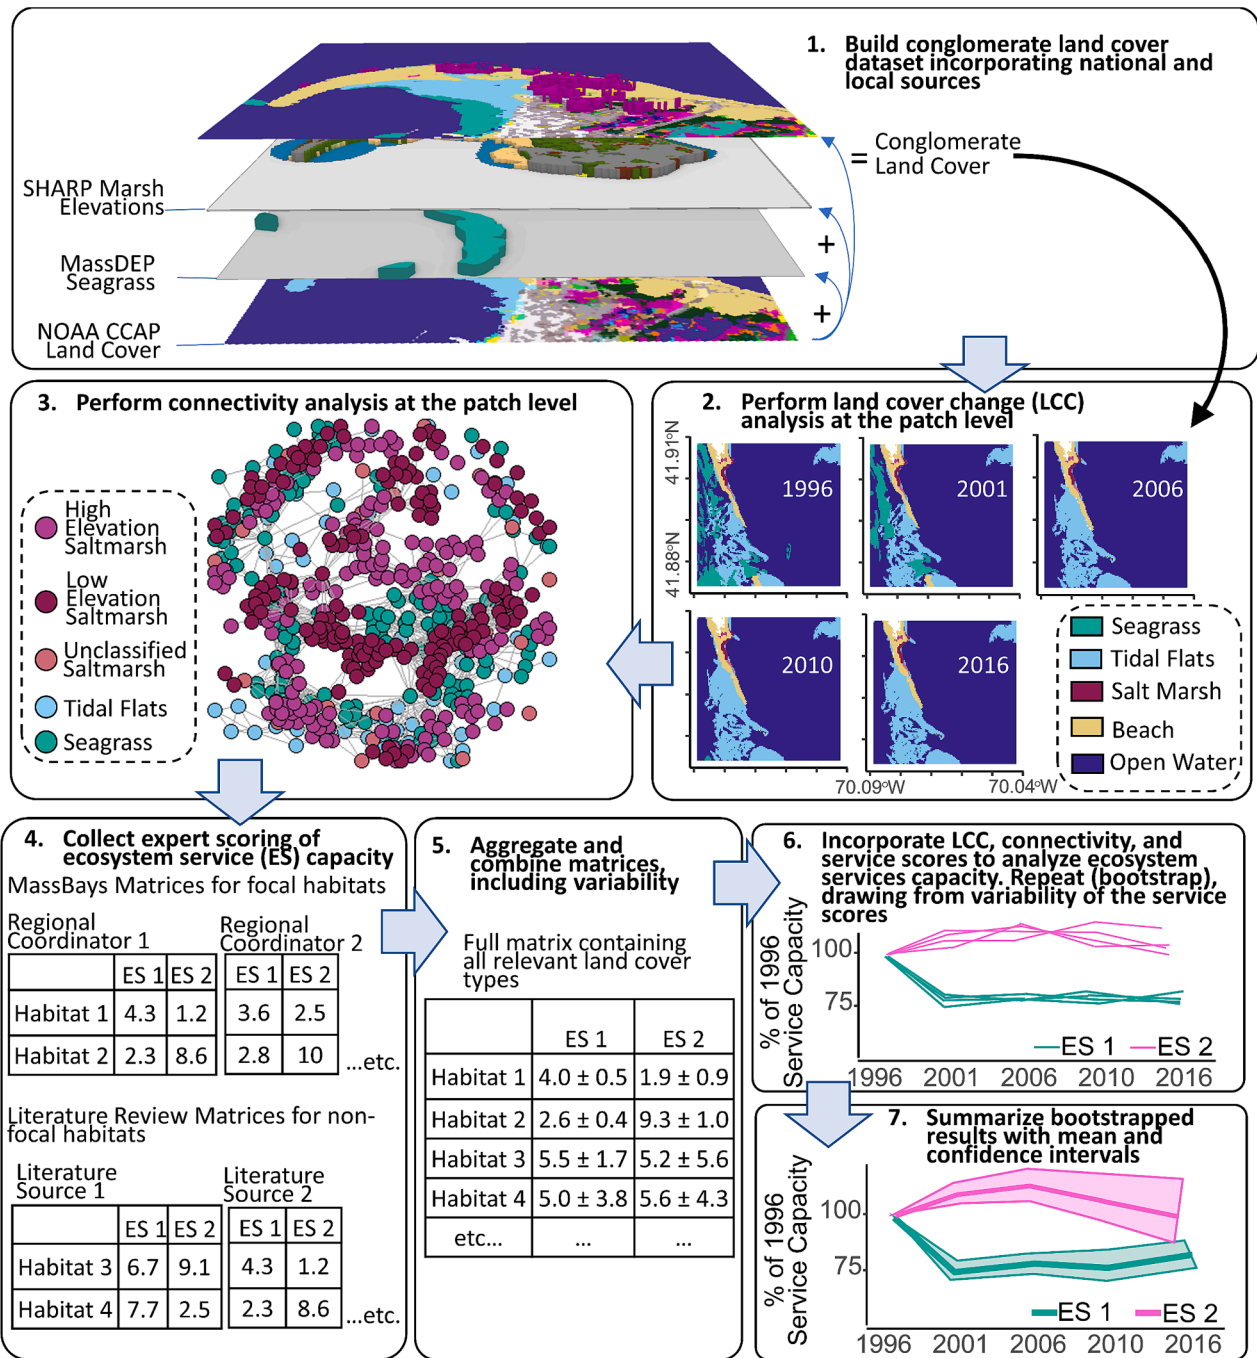 1. Build conglomerate land cover
dataset incorporating national and
local sources
= Conglomerate
Land Cover
SHARP Marsh
Elevations
+
MassDEP
Seagrass
+
NOAA CCAP
Land Cover
3. Perform connectivity analysis at the patch level
High
Elevation
Saltmarsh
Low
Elevation
Saltmarsh
Unclassified
Saltmarsh
Tidal Flats
Seagrass
2. Perform land cover change (LCC)
analysis at the patch level
41.91°N
41.88°N
1996
2001
2006
2010
2016
70.09°W
70.04°W
Seagrass
Tidal Flats
Salt Marsh
Beach
Open Water
4. Collect expert scoring of
ecosystem service (ES) capacity
MassBays Matrices for focal habitats
Regional
Coordinator 1
ES 1 ES 2
Habitat 1 4.3 1.2
Habitat 2 2.3 8.6
Regional
Coordinator 2
ES 1 ES 2
3.6 2.5
2.8 10
...etc.
Literature Review Matrices for non-
focal habitats
Literature
Source 1
ES 1 ES 2
Habitat 3 6.7 9.1
Habitat 4 7.7 2.5
Literature
Source 2
ES 1 ES 2
4.3 1.2
2.3 8.6
...etc.
5. Aggregate and
combine matrices,
including variability
Full matrix containing
all relevant land cover
types
ES 1 ES 2
Habitat 1 4.0 ± 0.5 1.9 ± 0.9
Habitat 2 2.6 ± 0.4 9.3 ± 1.0
Habitat 3 5.5 ± 1.7 5.2 ± 5.6
Habitat 4 5.0 ± 3.8 5.6 ± 4.3
etc... ... ...
6. Incorporate LCC, connectivity, and
service scores to analyze ecosystem
services capacity. Repeat (bootstrap),
drawing from variability of the service
scores
% of 1996
Service Capacity
100
75
ES 1 ES 2
1996 2001 2006 2010 2016
7. Summarize bootstrapped
results with mean and
confidence intervals
% of 1996
Service Capacity
100
75
ES 1 ES 2
1996 2001 2006 2010 2016